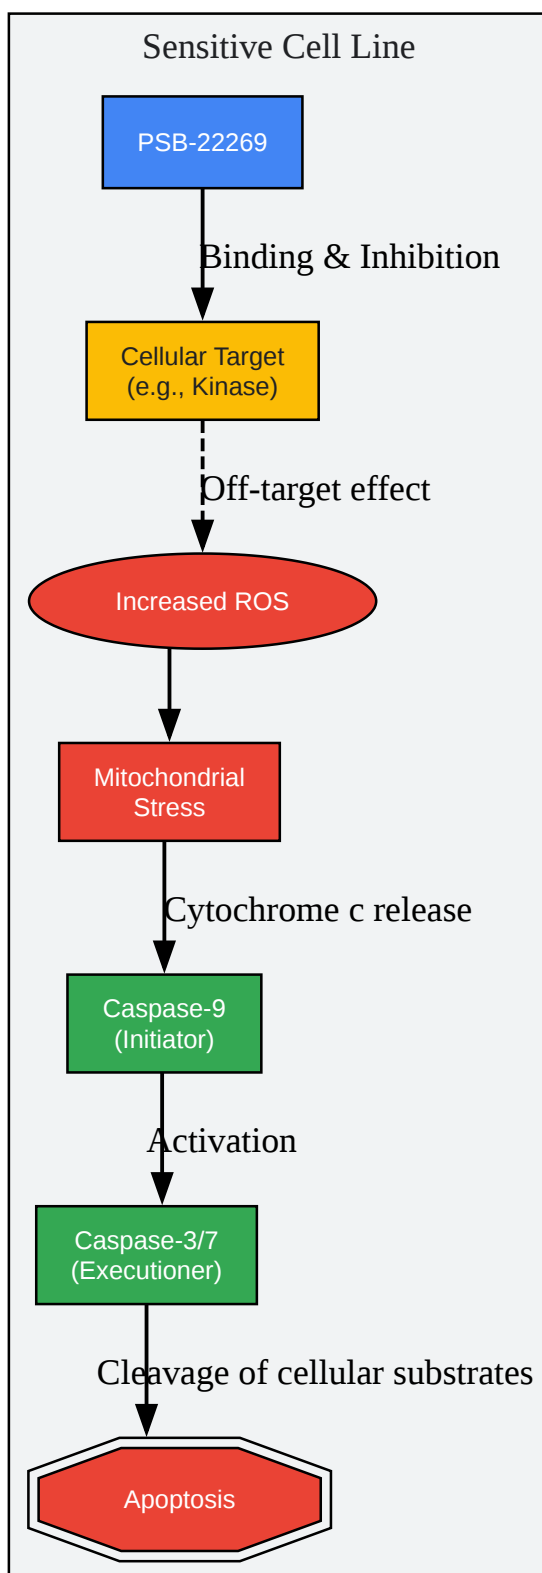 Sensitive Cell Line
PSB-22269
Binding & Inhibition
Cellular Target
(e.g., Kinase)
Off-target effect
Increased ROS
Mitochondrial
Stress
Cytochrome c release
Caspase-9
(Initiator)
Activation
Caspase-3/7
(Executioner)
Cleavage of cellular substrates
Apoptosis